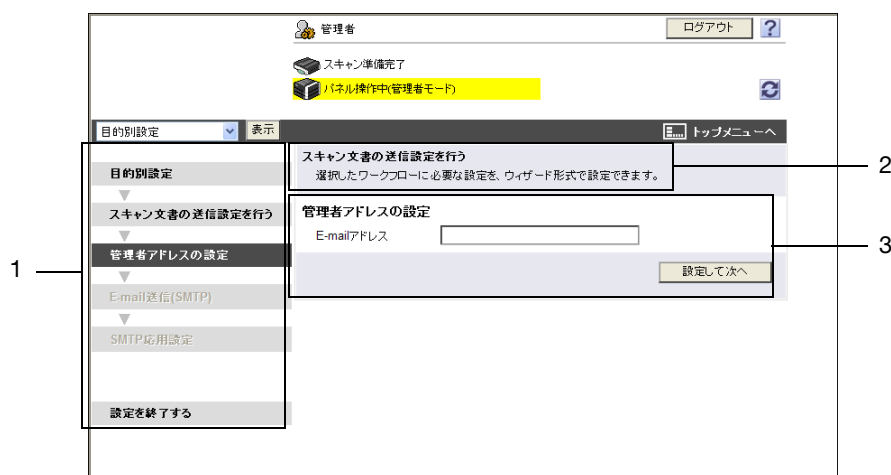 管理者
ログアウト
?
スキャン準備完了
パネル操作中(管理者モード)
目的別設定
表示
トップメニューへ
目的別設定
スキャン文書の送信設定を行う
管理者アドレスの設定
E-mail送信(SMTP)
SMTP応用設定
設定を終了する
スキャン文書の送信設定を行う
選択したワークフローに必要な設定を、ウィザード形式で設定できます。
管理者アドレスの設定
E-mailアドレス
設定して次へ
1
2
3